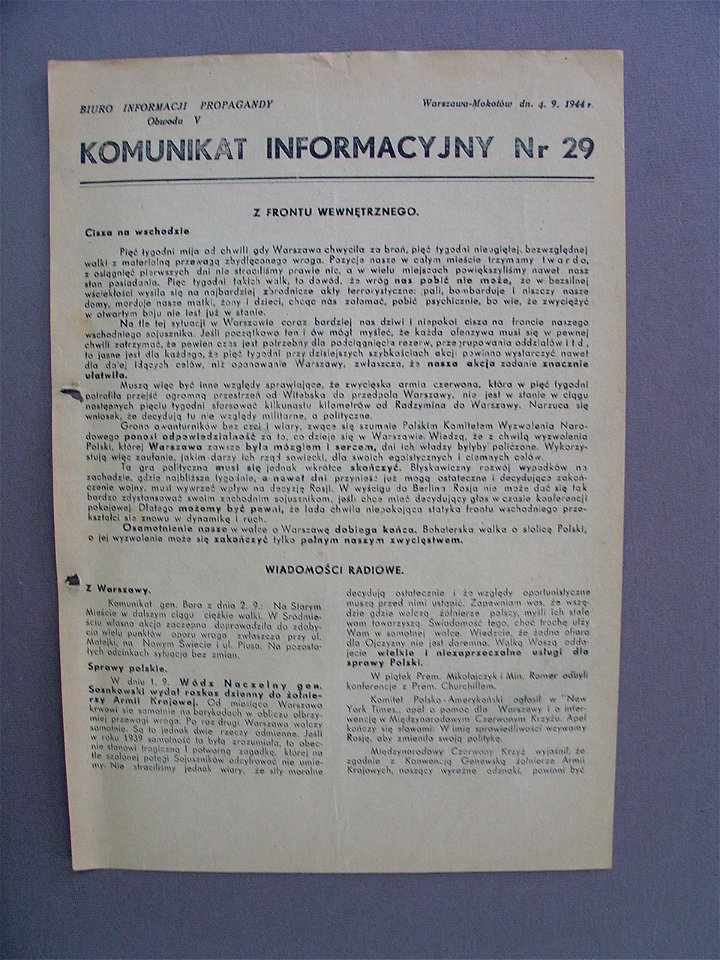 BIURO INFORMACJI PROPAGANDY
Obwodu V
Warszawa-Mokotów dn. 4. 9. 1944 r.
KOMUNIKAT INFORMACYJNY Nr 29
Z FRONTU WEWNĘTRZNEGO.
Cisza na wschodzie
Pięć tygodni mija od chwili gdy Warszawa chwyciła za broń, pięć tygodni nieugiętej, bezwzględnej
walki z materialną przewagą zbydlęconego wroga. Pozycje nasze w całym mieście trzymamy twardo,
z osiągnięć pierwszych dni nie straciliśmy prawie nic, a w wielu miejscach powiększyliśmy nawet nasz
stan posiadania. Pięć tygodni takich walk, to dowód, że wróg nas pobić nie może, że w bezsilnej
wściekłości wysila się na najbardziej zbrodnicze akty terrorystyczne: pali, bombarduje i niszczy nasze
domy, morduje nasze matki, żony i dzieci, chcąc nas załamać, pobić psychicznie, bo wie, że zwyciężyć
w otwartym boju nie jest już w stanie.
Na tle tej sytuacji w Warszawie coraz bardziej nas dziwi i niepokoi cisza na froncie naszego
wschodniego sojusznika. Jeśli początkowo ten i ów mógł myśleć, że każda ofenzywa musi się w pewnej
chwili zatrzymać, że pewien czas jest potrzebny dla podciągnięcia rezerw, przegrupowania oddziałów i t.d.,
to jasne jest dla każdego, że pięć tygodni przy dzisiejszych szybkościach akcji powinno wystarczyć nawet
dla dalej idących celów, niż opanowanie Warszawy, zwłaszcza, że nasza akcja zadanie znacznie
ułatwiła.
Muszą więc być inne względy sprawiające, że zwycięska armia czerwona, która w pięć tygodni
potrafiła przejść ogromną przestrzeń od Witebska do przedpola Warszawy, nie jest w stanie w ciągu
następnych pięciu tygodni sforsować kilkunastu kilometrów od Radzymina do Warszawy. Narzuca się
wniosek, że decydują tu nie względy militarne, a polityczne.
Grono awanturników bez czci i wiary, zwące się szumnie Polskim Komitetem Wyzwolenia Naro-
dowego ponosi odpowiedzialność za to, co dzieje się w Warszawie. Wiedzą, że z chwilą wyzwolenia
Polski, której Warszawa zawsze była mózgiem i sercem, dni ich władzy byłyby policzone. Wykorzy-
stują więc zaufanie, jakim darzy ich rząd sowiecki, dla swoich egoistycznych i ciemnych celów.
Ta gra polityczna musi się jednak wkrótce skończyć. Błyskawiczny rozwój wypadków na
zachodzie, gdzie najbliższe tygodnie, a nawet dni przynieść już mogą ostateczne i decydujące zakoń-
czenie wojny, musi wywrzeć wpływ na decyzję Rosji. W wyścigu do Berlina Rosja nie może dać się tak
bardzo zdystansować swoim zachodnim sojusznikom, jeśli chce mieć decydujący głos w czasie konferencji
pokojowej. Dlatego możemy być pewni, że lada chwila niepokojąca statyka frontu wschodniego prze-
kształci się znowu w dynamikę i ruch.
Osamotnienie nasze w walce o Warszawę dobiega końca. Bohaterska walka o stolicę Polski,
o jej wyzwolenie może się zakończyć tylko pełnym naszym zwycięstwem.
WIADOMOŚCI RADIOWE.
Z Warszawy.
Komunikat gen. Bora z dnia 2. 9.: Na Starym
Mieście w dalszym ciągu ciężkie walki. W Śródmie-
ściu własna akcja zaczepna doprowadziła do zdoby-
cia wielu punktów oporu wroga zwłaszcza przy ul.
Matejki, na Nowym Świecie i ul. Piusa. Na pozosta-
łych odcinkach sytuacja bez zmian.
Sprawy polskie.
W dniu 1. 9. Wódz Naczelny gen.
Sosnkowski wydał rozkaz dzienny do żołnie-
rzy Armii Krajowej. Od miesiąca Warszawa
krwawi się samotnie na barykadach w obliczu olbrzy-
miej przewagi wroga. Po raz drugi Warszawa walczy
samotnie. Są to jednak dwie rzeczy odmienne. Jeśli
w roku 1939 samotność ta była zrozumiała, to obec-
nie stanowi tragiczną i potworną zagadkę, której na
tle szalonej potęgi Sojuszników odcyfrować nie umie-
my. Nie straciliśmy jednak wiary, że siły moralne
decydują ostatecznie i że względy oportunistyczne
muszą przed nimi ustąpić. Zapewniam was, że wszę-
dzie gdzie walczą żołnierze polscy, myśli ich stale
wam towarzyszą. Świadomość tego, choć trochę ulży
Wam w samotnej walce. Wiedzcie, że żadna ofiara
dla Ojczyzny nie jest daremna. Walką Waszą odda-
jecie wielkie i niezaprzeczalne usługi dla
sprawy Polski.
W piątek Prem. Mikołajczyk i Min. Romer odbyli
konferencje z Prem. Churchillem.
Komitet Polsko-Amerykański ogłosił w "New
York Times„ apel o pomoc dla Warszawy i o inter-
wencję w Międzynarodowym Czerwonym Krzyżu. Apel
kończy się słowami: W imię sprawiedliwości wzywamy
Rosję, aby zmieniła swoją politykę.
Międzynarodowy Czerwony Krzyż wyjaśnił, że
zgodnie z Konwencją Genewską żołnierze Armii
Krajowych, noszący wyraźne odznaki, powinni być